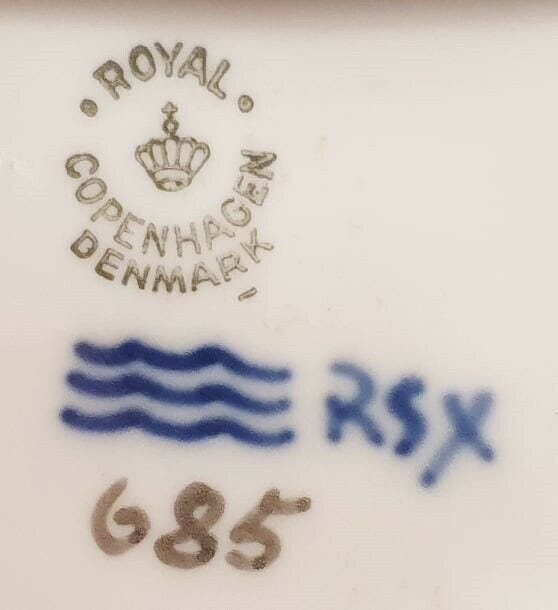 ROYAL
COPENHAGEN
DENMARK
RSX
685